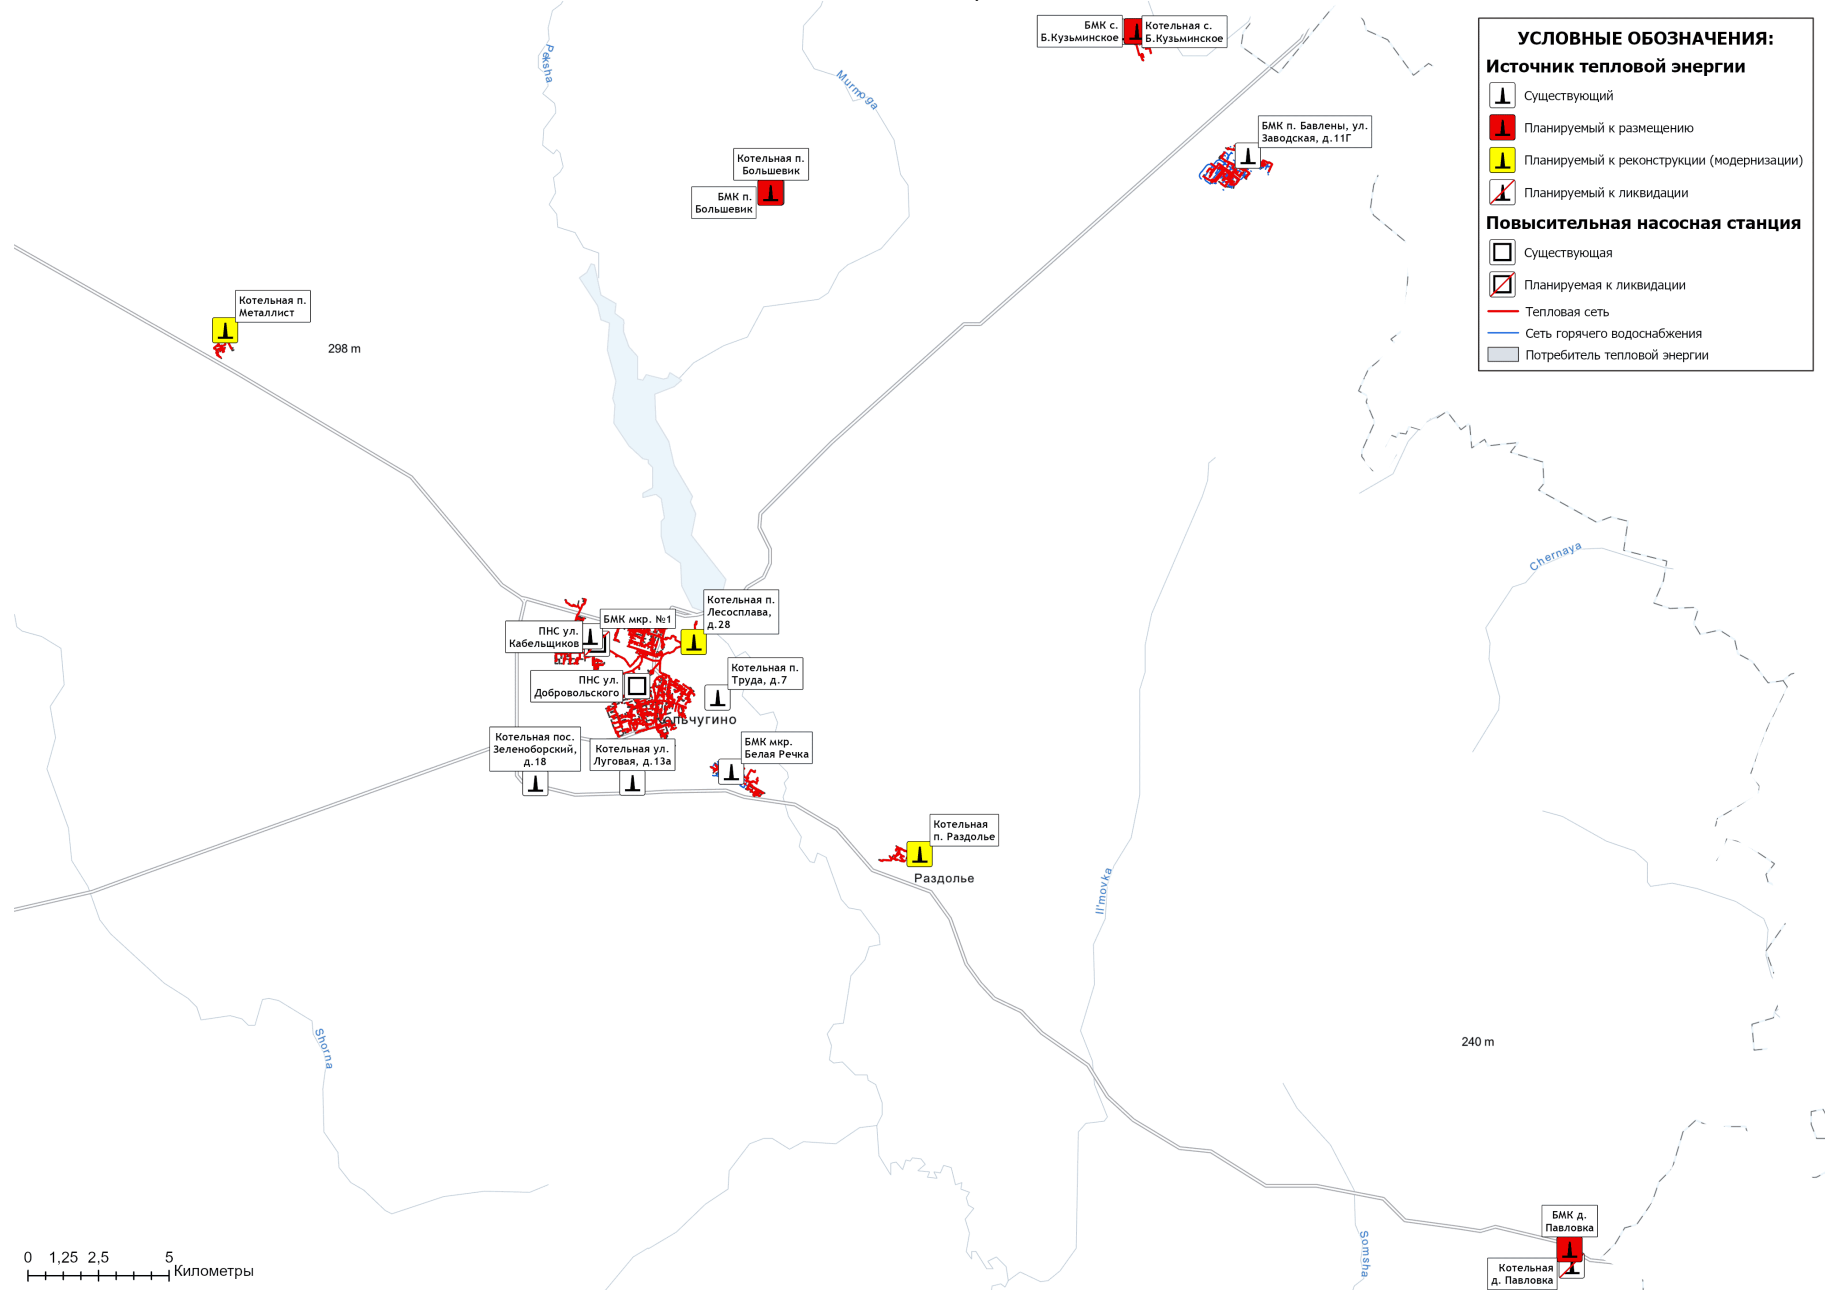 Peksha
Murmoga
БМК с.
Б.Кузьминское
Котельная с.
Б.Кузьминское
БМК п. Бавлены, ул.
Заводская, д.11Г
Котельная п.
Большевик
БМК п.
Большевик
Котельная п.
Металлист
298 m
УСЛОВНЫЕ ОБОЗНАЧЕНИЯ:
Источник тепловой энергии
Существующий
Планируемый к размещению
Планируемый к реконструкции (модернизации)
Планируемый к ликвидации
Повысительная насосная станция
Существующая
Планируемая к ликвидации
Тепловая сеть
Сеть горячего водоснабжения
Потребитель тепловой энергии
Chernaya
Котельная п.
Лесосплава,
д.28
БМК мкр. №1
ПНС ул.
Кабельщиков
Котельная п.
Труда, д.7
ПНС ул.
Добровольского
Кольчугино
Котельная пос.
Зеленоборский,
д.18
Котельная ул.
Луговая, д.13а
БМК мкр.
Белая Речка
Котельная
п. Раздолье
Раздолье
Il'movka
Shorna
240 m
БМК д.
Павловка
Котельная
д. Павловка
Somsha
0 1,25 2,5 5
Километры